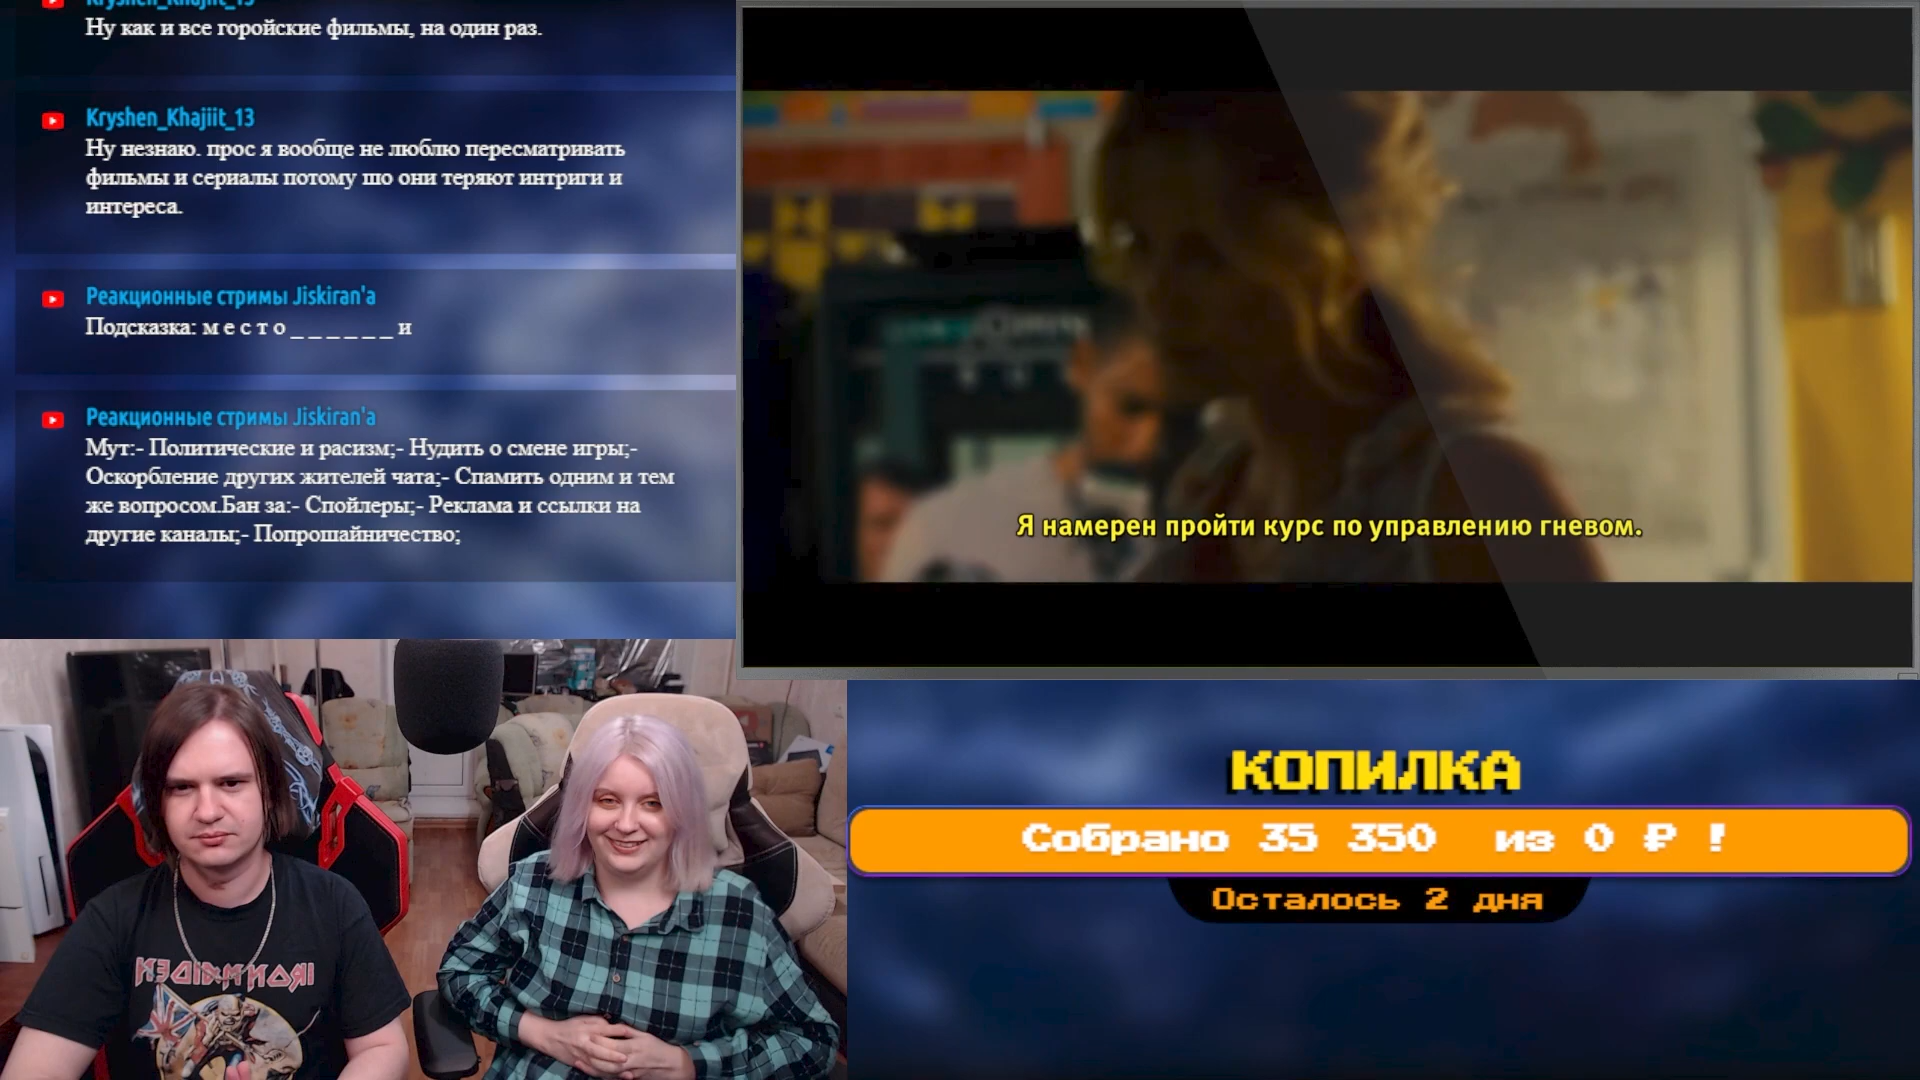 Kryshen_Khajiit_13
Ну как и все геройские фильмы, на один раз.
Kryshen_Khajiit_13
Ну незнаю. прос я вообще не люблю пересматривать
фильмы и сериалы потому шо они теряют интриги и
интереса.
Реакционные стримы Jiskiran'a
Подсказка: м е с т о _ _ _ _ _ _ и
Реакционные стримы Jiskiran'a
Мут:- Политические и расизм;- Нудить о смене игры;-
Оскорбление других жителей чата;- Спамить одним и тем
же вопросом.Бан за:- Спойлеры;- Реклама и ссылки на
другие каналы;- Попрошайничество;
Я намерен пройти курс по управлению гневом.
IRON MAIDEN
КОПИЛКА
Собрано 35 350 из 0 ₽ !
Осталось 2 дня